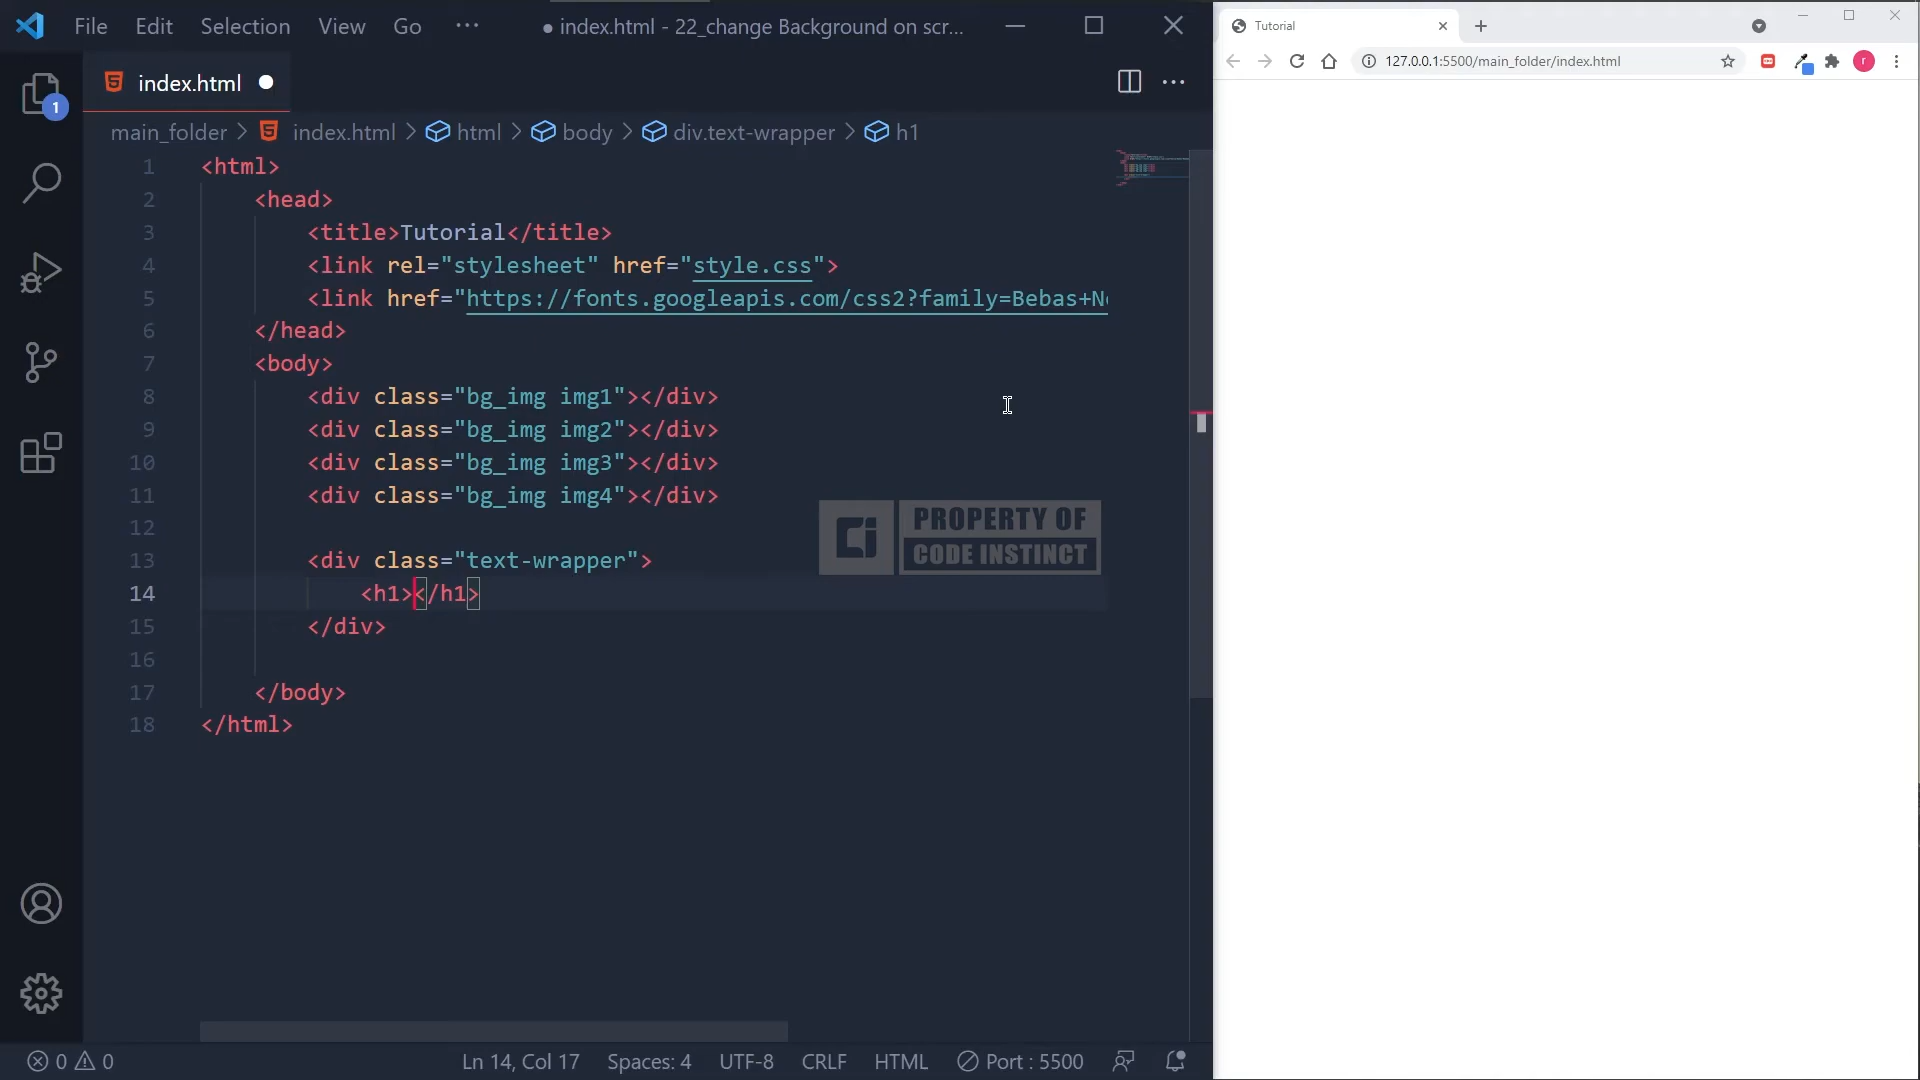 File Edit Selection View Go ··· ● index.html - 22_change Background on scr...
index.html ●
main_folder > index.html > html > body > div.text-wrapper > h1
1 <html>
2 <head>
3 <title>Tutorial</title>
4 <link rel="stylesheet" href="style.css">
5 <link href="https://fonts.googleapis.com/css2?family=Bebas+Ne
6 </head>
7 <body>
8 <div class="bg_img img1"></div>
9 <div class="bg_img img2"></div>
10 <div class="bg_img img3"></div>
11 <div class="bg_img img4"></div>
12
13 <div class="text-wrapper">
14 <h1></h1>
15 </div>
16
17 </body>
18 </html>
1
Ci PROPERTY OF
CODE INSTINCT
0 0 Ln 14, Col 17 Spaces: 4 UTF-8 CRLF HTML Port : 5500
Tutorial
127.0.0.1:5500/main_folder/index.html
r